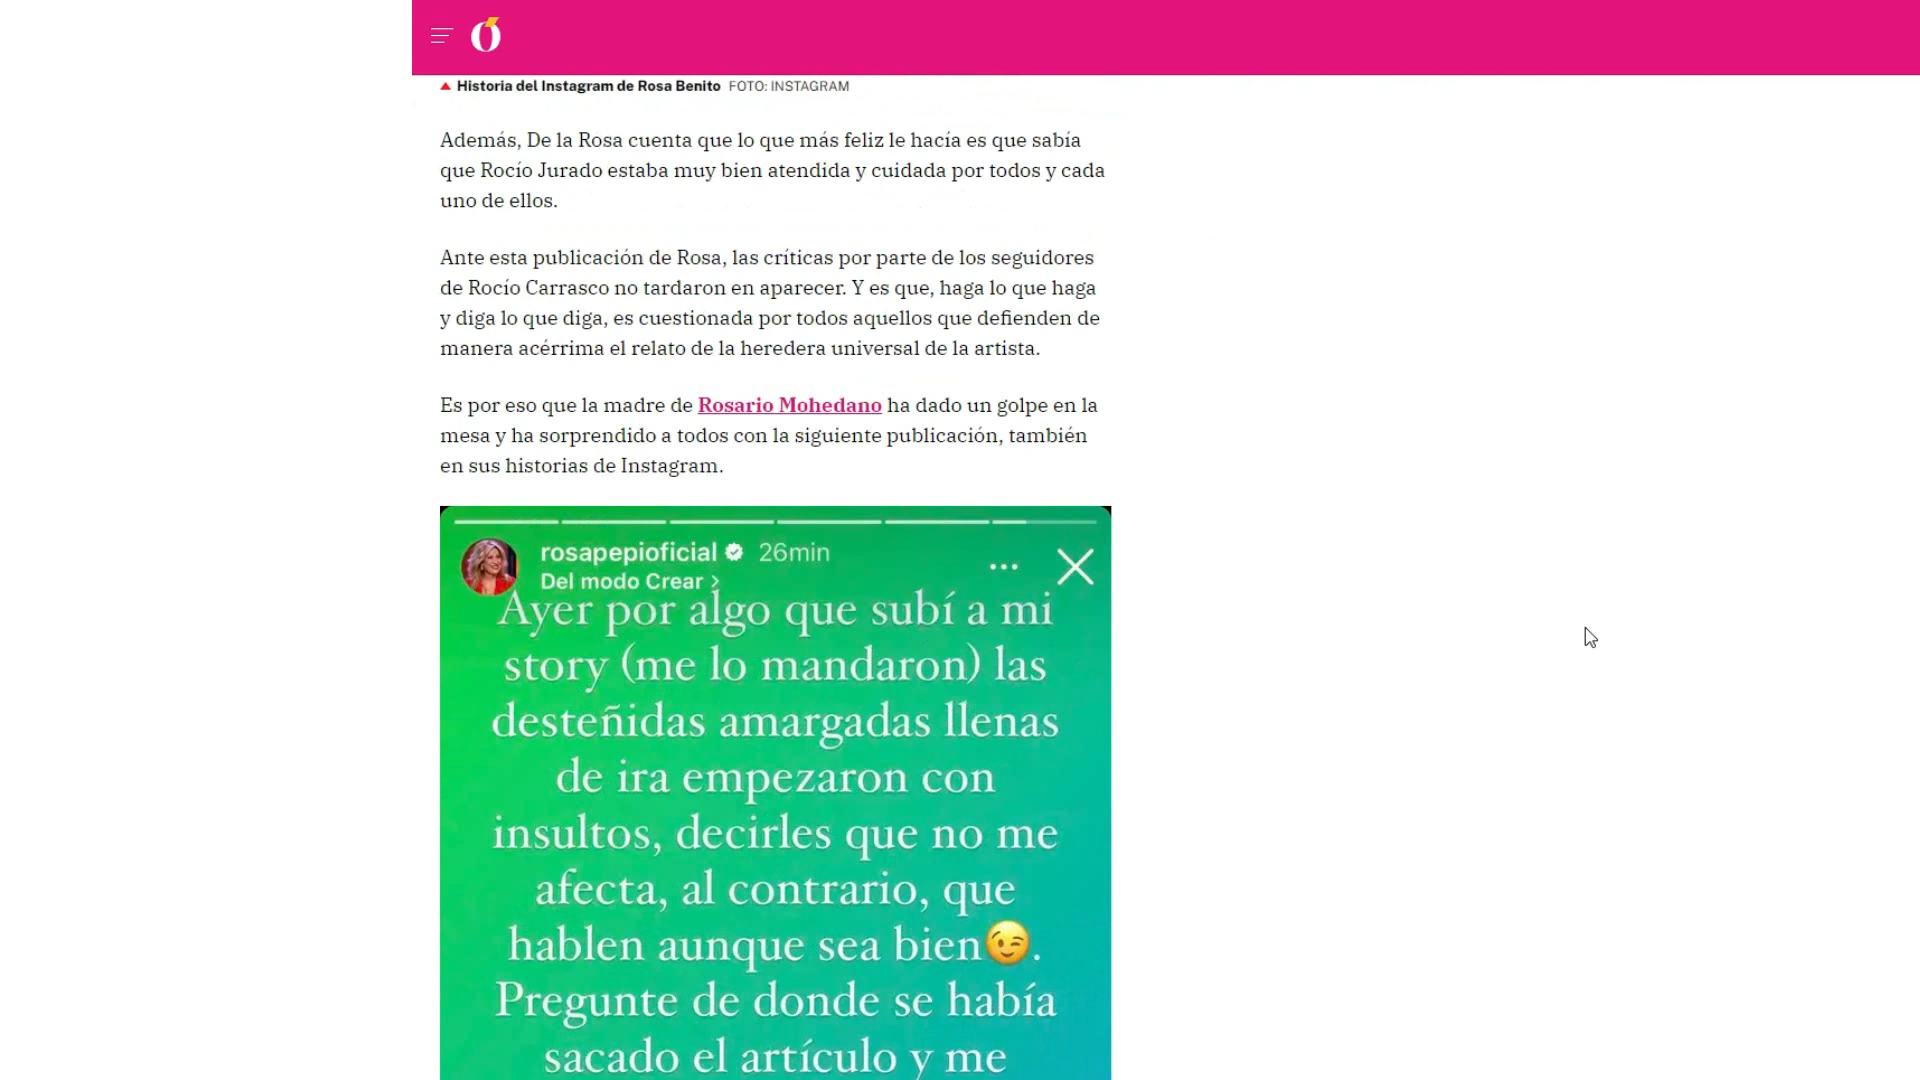 Historia del Instagram de Rosa Benito FOTO: INSTAGRAM
Además, De la Rosa cuenta que lo que más feliz le hacía es que sabía
que Rocío Jurado estaba muy bien atendida y cuidada por todos y cada
uno de ellos.
Ante esta publicación de Rosa, las críticas por parte de los seguidores
de Rocío Carrasco no tardaron en aparecer. Y es que, haga lo que haga
y diga lo que diga, es cuestionada por todos aquellos que defienden de
manera acérrima el relato de la heredera universal de la artista.
Es por eso que la madre de Rosario Mohedano ha dado un golpe en la
mesa y ha sorprendido a todos con la siguiente publicación, también
en sus historias de Instagram.
rosapepioficial 26min
Del modo Crear >
Ayer por algo que subí a mi
story (me lo mandaron) las
desteñidas amargadas llenas
de ira empezaron con
insultos, decirles que no me
afecta, al contrario, que
hablen aunque sea bien😉.
Pregunte de donde se había
sacado el artículo y me